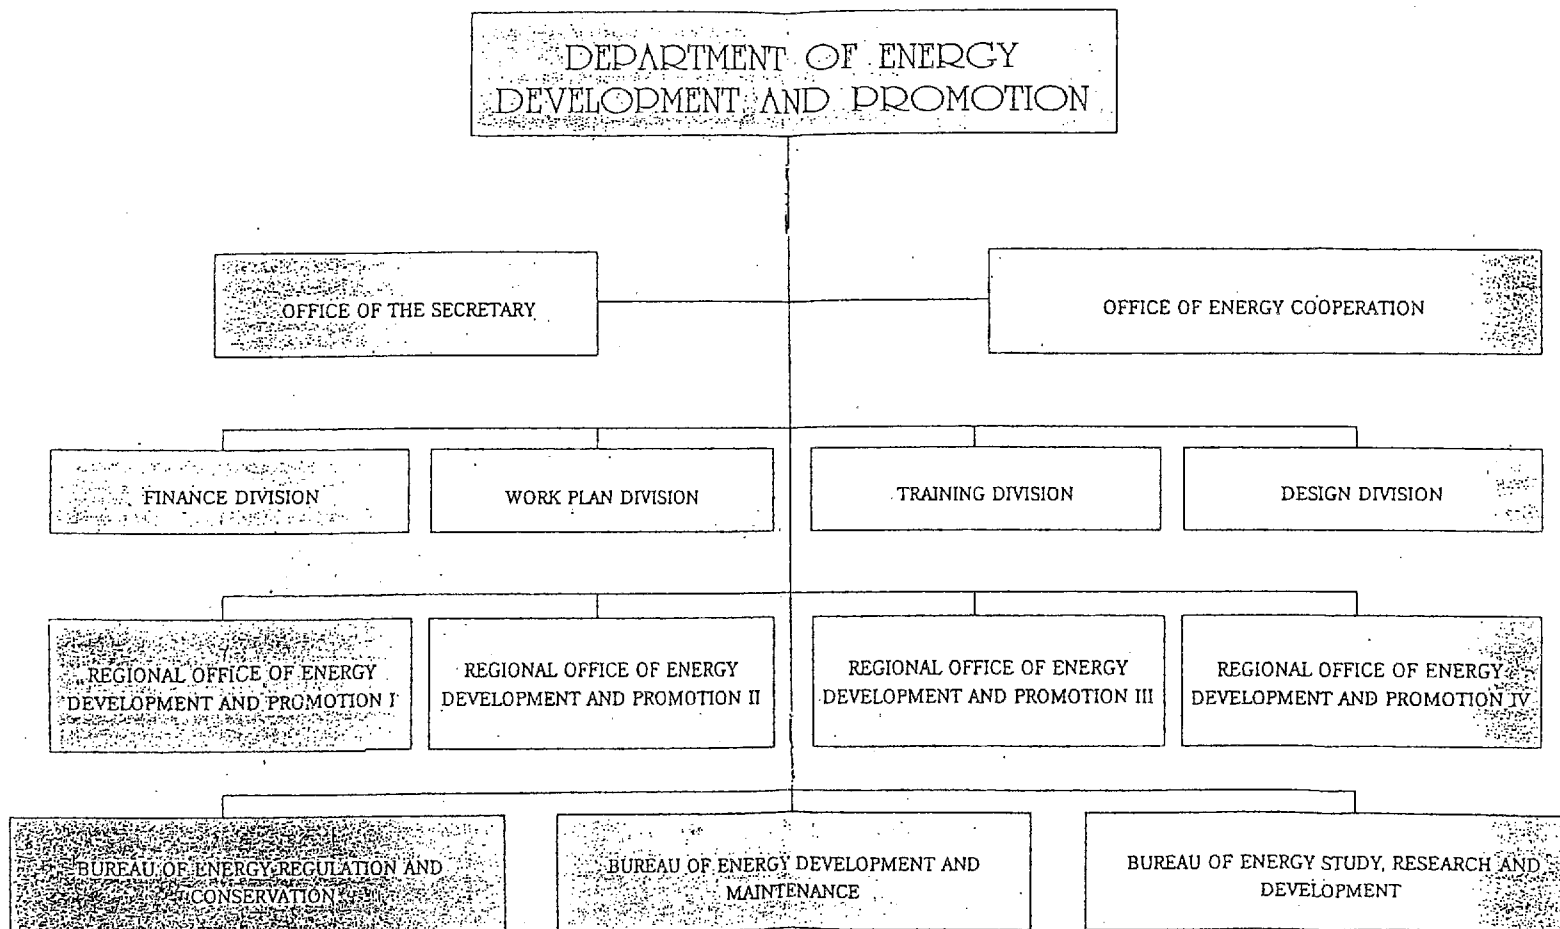 DEPARTMENT OF ENERGY
DEVELOPMENT AND PROMOTION
OFFICE OF THE SECRETARY
OFFICE OF ENERGY COOPERATION
FINANCE DIVISION
WORK PLAN DIVISION
TRAINING DIVISION
DESIGN DIVISION
REGIONAL OFFICE OF ENERGY
DEVELOPMENT AND PROMOTION I
REGIONAL OFFICE OF ENERGY
DEVELOPMENT AND PROMOTION II
REGIONAL OFFICE OF ENERGY
DEVELOPMENT AND PROMOTION III
REGIONAL OFFICE OF ENERGY
DEVELOPMENT AND PROMOTION IV
BUREAU OF ENERGY REGULATION AND
CONSERVATION
BUREAU OF ENERGY DEVELOPMENT AND
MAINTENANCE
BUREAU OF ENERGY STUDY, RESEARCH AND
DEVELOPMENT